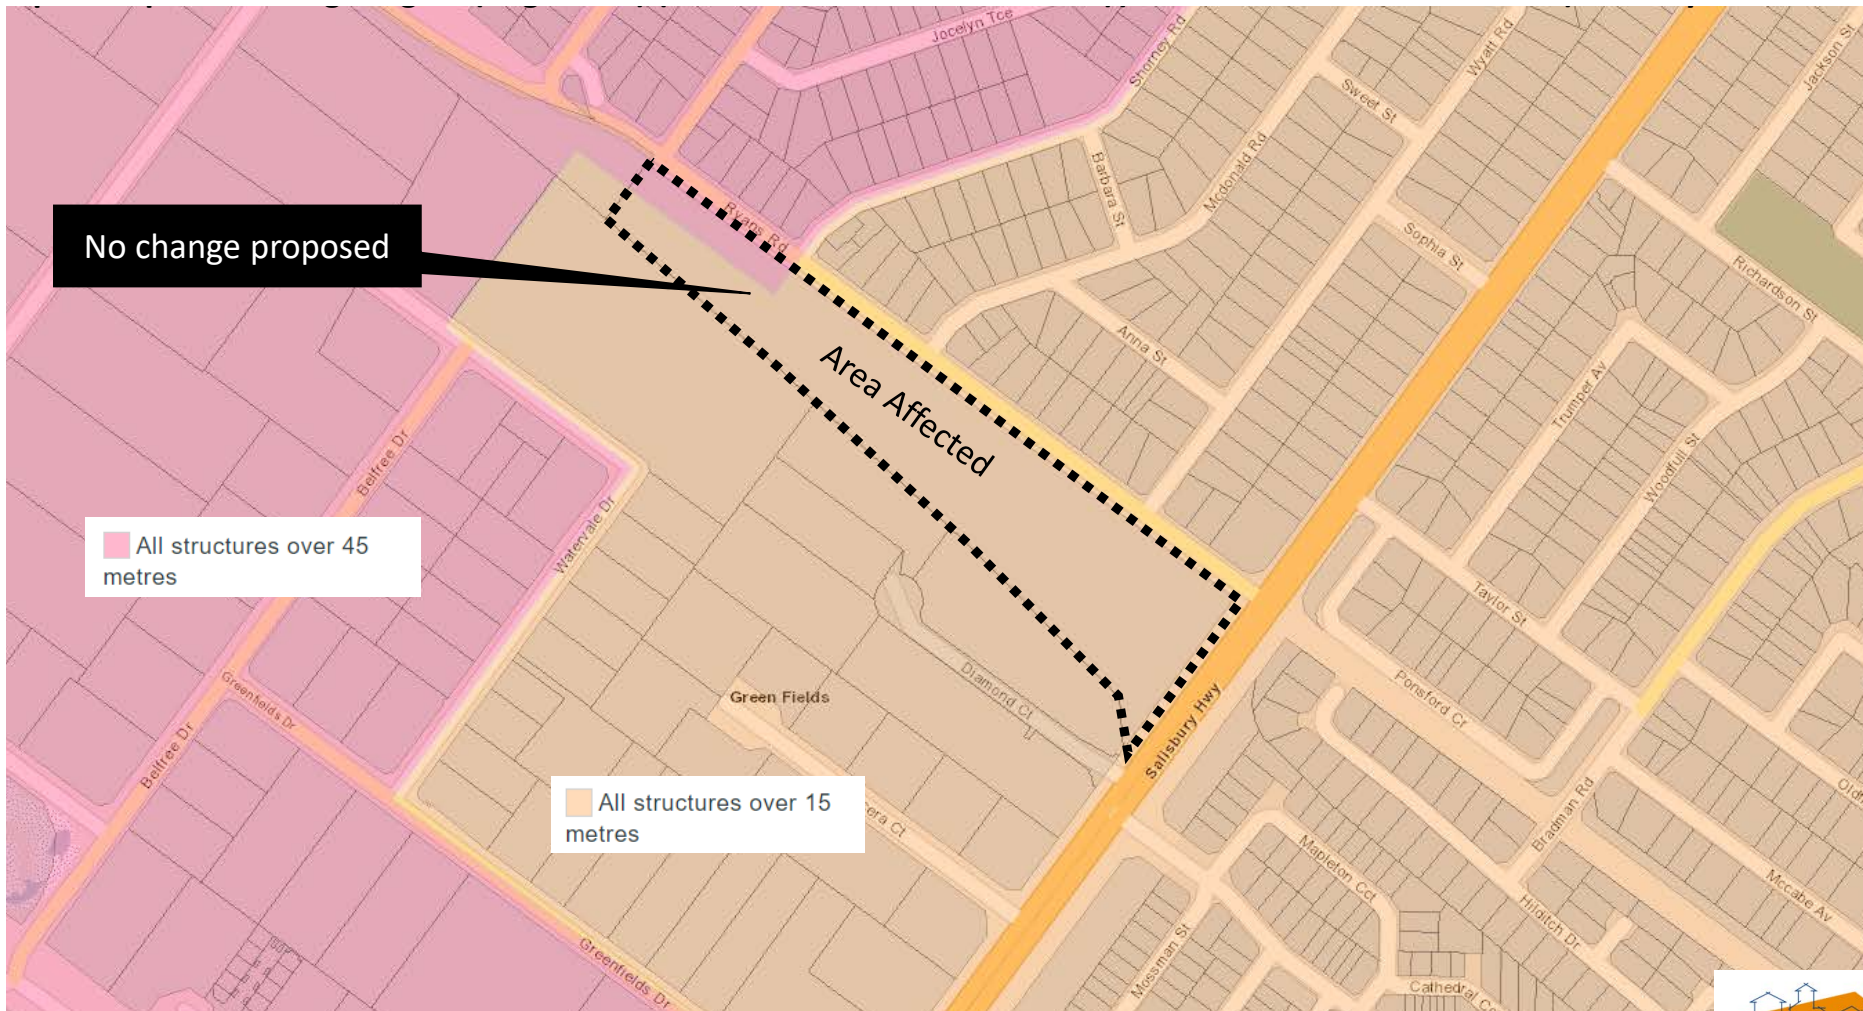 Jocelyn Tce
Shorney Rd
Wyatt Rd
Jackson St
Sweet St
Barbara St
Mcdonald Rd
Ryans Rd
No change proposed
Sophia St
Richardson St
Anna St
Area Affected
Trumper Av
Belfree Dr
Woodfull St
Watervale Dr
All structures over 45
metres
Taylor St
Greenfields Dr
Diamond Ct
Green Fields
Ponsford Cr
Salisbury Hwy
Belfree Dr
All structures over 15
metres
era Ct
Bradman Rd
Mapleton Cct
Mccabe Av
Hilditch Dr
Mossman St
Greenfields Dr
Cathedral